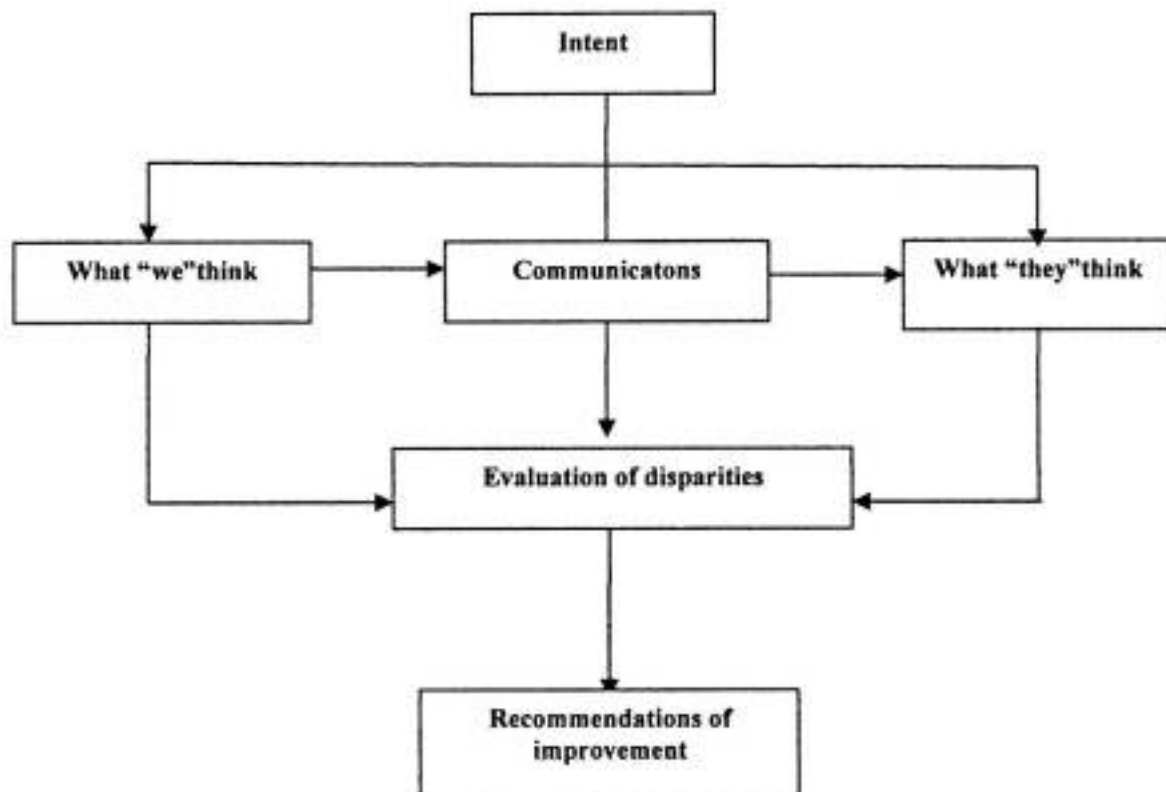 Intent
What “we”think
Communicatons
What “they”think
Evaluation of disparities
Recommendations of
improvement